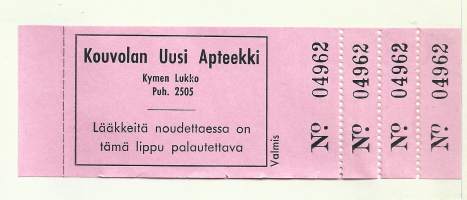 Kouvolan Uusi Apteekki
Kymen Lukko
Puh. 2505
Lääkkeitä noudettaessa on
tämä lippu palautettava
Valmis
Nº 04962
Nº 04962
Nº 04962
Nº 04962